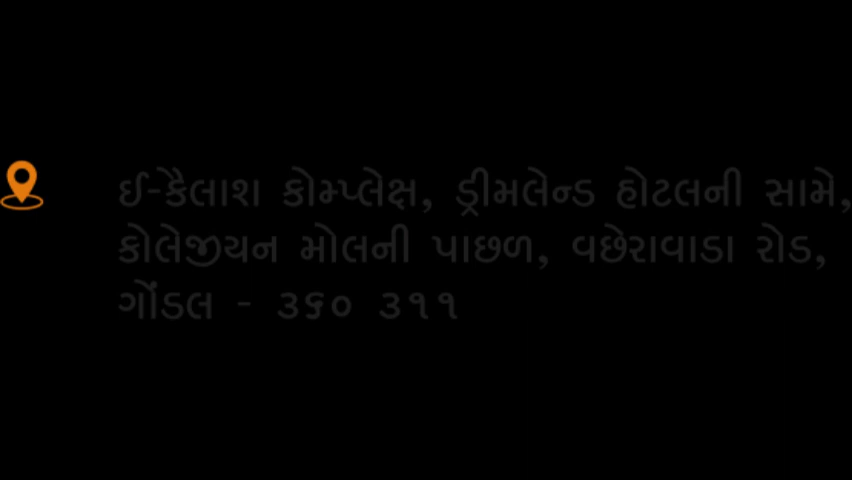 ઈ-કૈલાશ કોમ્પ્લેક્ષ, ડ્રીમલેન્ડ હોટલની સામે,
કોલેજીયન મોલની પાછળ, વછેરાવાડા રોડ,
ગોંડલ - ૩૬૦ ૩૧૧